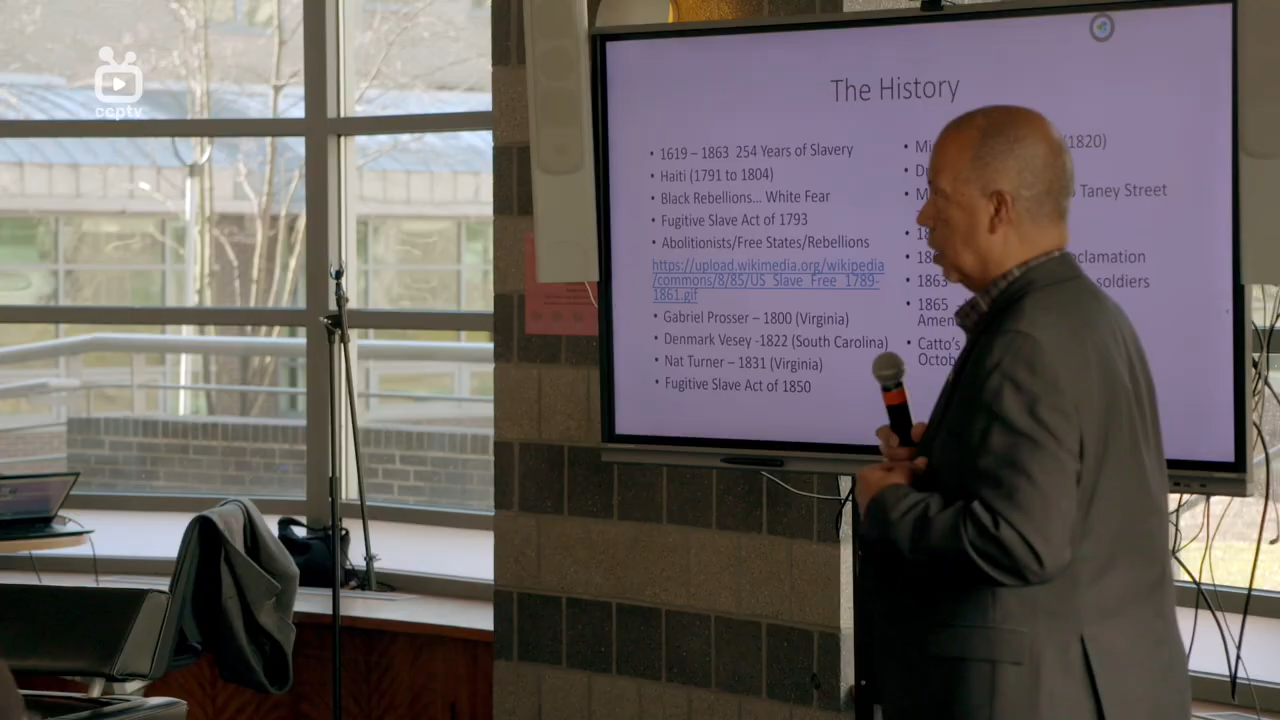 ccptv
The History
• 1619 – 1863 254 Years of Slavery
• Haiti (1791 to 1804)
• Black Rebellions... White Fear
• Fugitive Slave Act of 1793
• Abolitionists/Free States/Rebellions
https://upload.wikimedia.org/wikipedia
/commons/8/85/US_Slave_Free_1789-
1861.gif
• Gabriel Prosser – 1800 (Virginia)
• Denmark Vesey -1822 (South Carolina)
• Nat Turner – 1831 (Virginia)
• Fugitive Slave Act of 1850
(1820)
Taney Street
• 1863 soldiers
• 1865
• Catto's